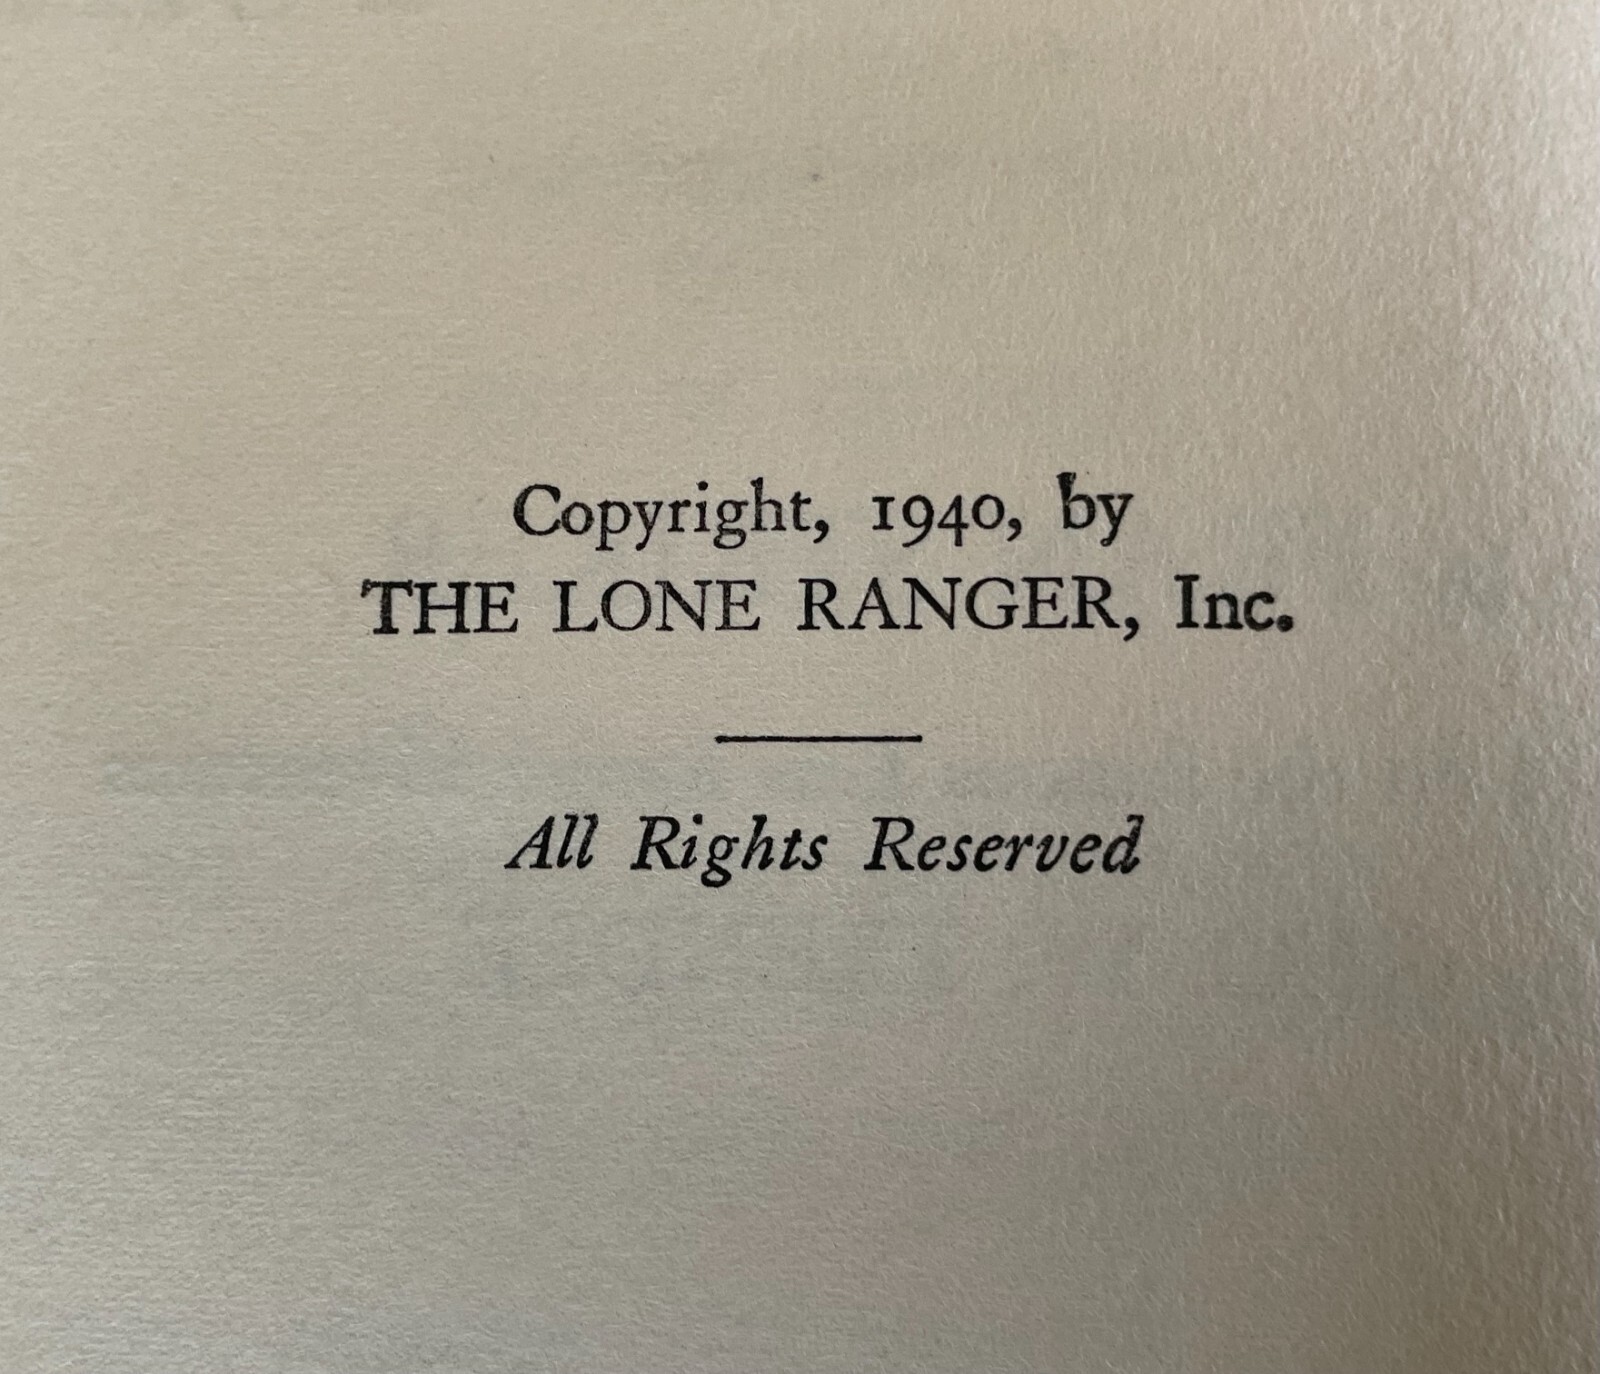 Copyright, 1940, by
THE LONE RANGER, Inc.
All Rights Reserved